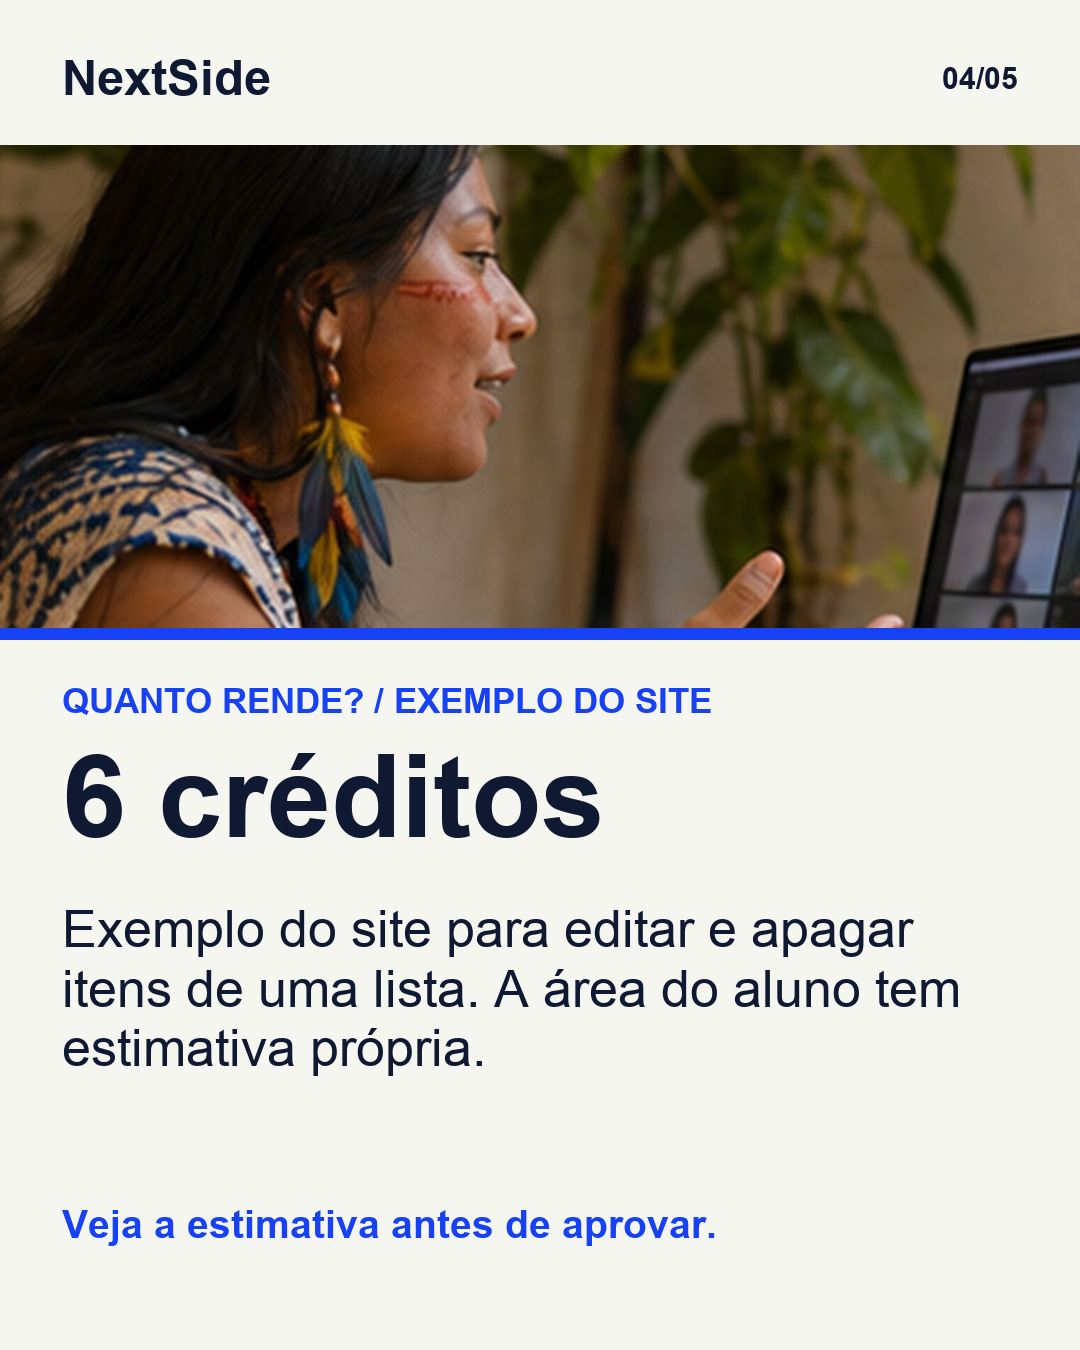 NextSide
04/05
QUANTO RENDE? / EXEMPLO DO SITE
6 créditos
Exemplo do site para editar e apagar
itens de uma lista. A área do aluno tem
estimativa própria.
Veja a estimativa antes de aprovar.